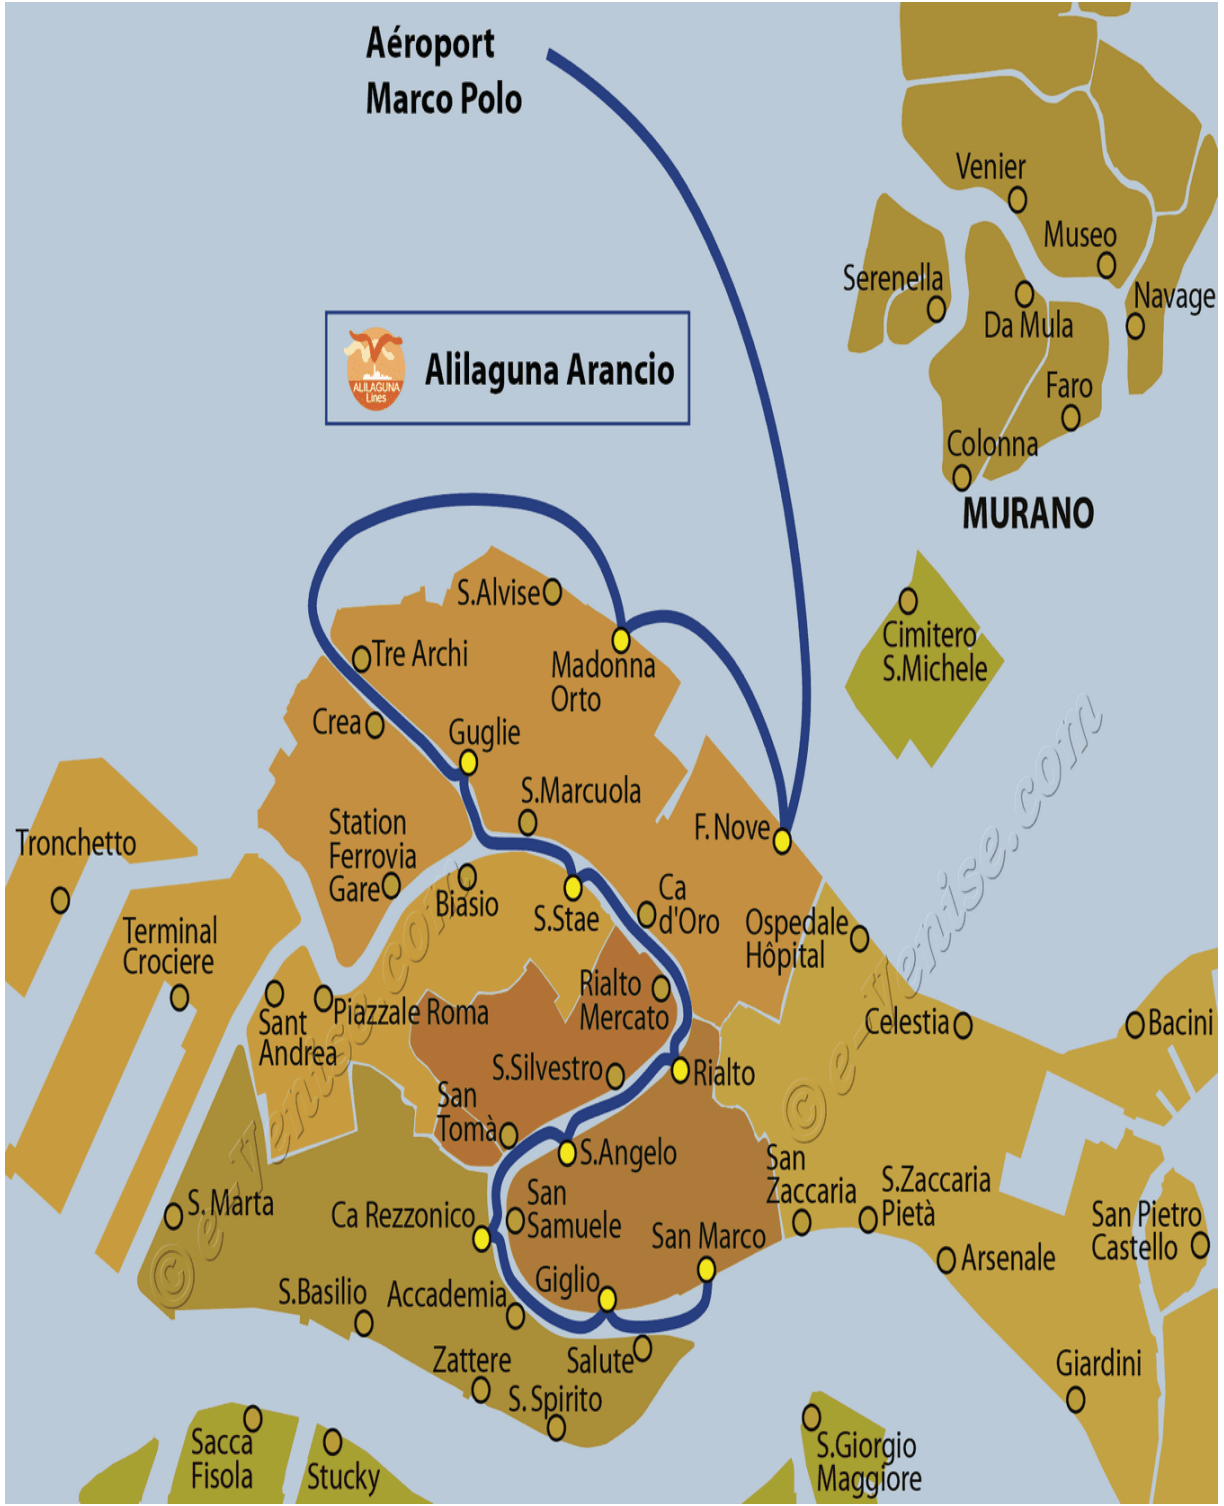 Aéroport
Marco Polo
Venier
Museo
Serenella
Navage
Da Mula
ALILAGUNA
Lines
Alilaguna Arancio
Faro
Colonna
MURANO
S.Alvise
Cimitero
S.Michele
Tre Archi
Madonna
Orto
Crea
Guglie
S.Marcuola
Station
Ferrovia
Gare
F. Nove
Tronchetto
Biasio
S.Stae
Ca
d'Oro
Ospedale
Hôpital
Terminal
Crociere
Rialto
Mercato
Sant
Andrea
Piazzale Roma
Celestia
Bacini
S.Silvestro
Rialto
San
Tomà
S.Angelo
San
Zaccaria
S.Zaccaria
Pietà
S. Marta
Ca Rezzonico
San
Samuele
San Marco
San Pietro
Castello
Arsenale
Giglio
S.Basilio
Accademia
Zattere
Salute
Giardini
S. Spirito
Sacca
Fisola
Stucky
S.Giorgio
Maggiore
© e-Venise.com
© e-Venise.com